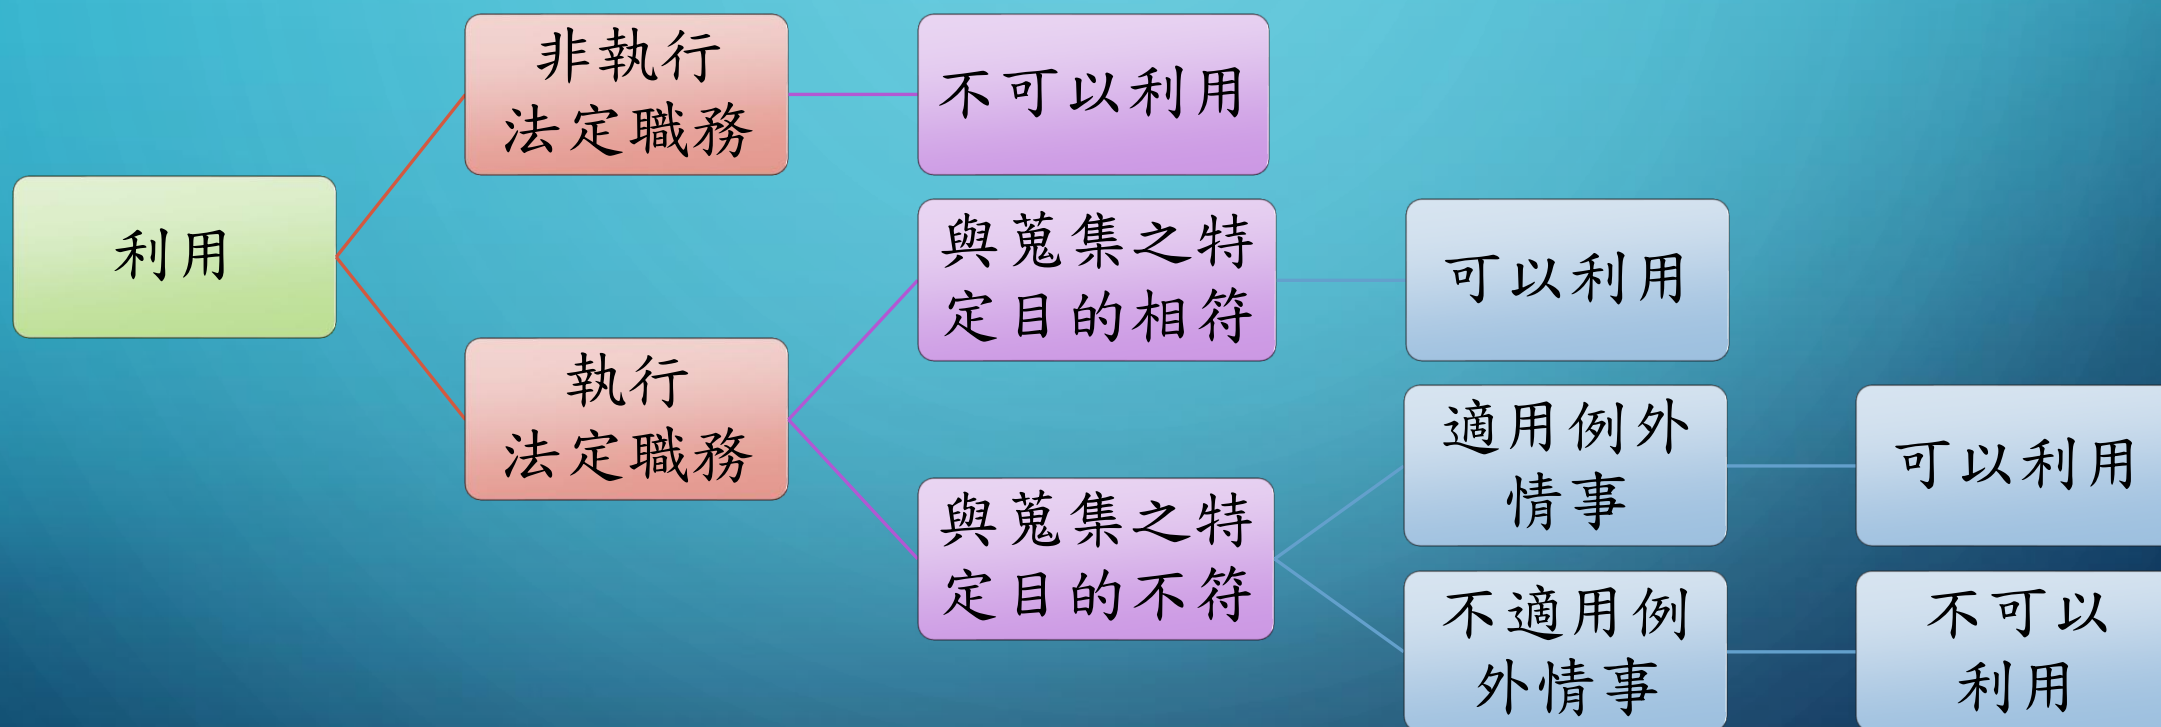 利用
非執行
法定職務
不可以利用
執行
法定職務
與蒐集之特
定目的相符
可以利用
與蒐集之特
定目的不符
適用例外
情事
可以利用
不適用例
外情事
不可以
利用